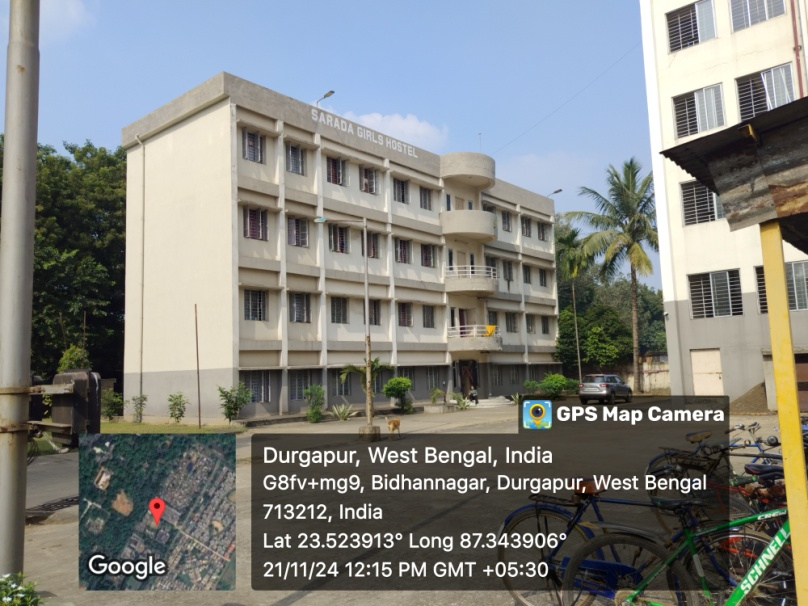 SARADA GIRLS HOSTEL
GPS Map Camera
Durgapur, West Bengal, India
G8fv+mg9, Bidhannagar, Durgapur, West Bengal
713212, India
Lat 23.523913° Long 87.343906°
21/11/24 12:15 PM GMT +05:30
Google
SCHNELL